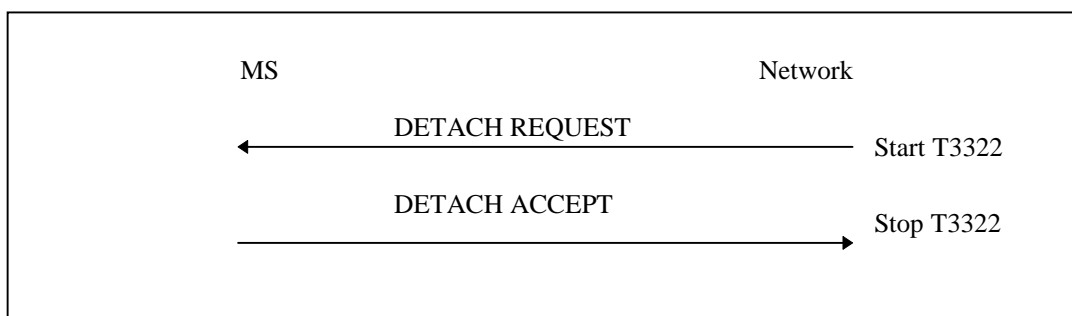 MS Network
DETACH REQUEST
Start T3322
DETACH ACCEPT
Stop T3322